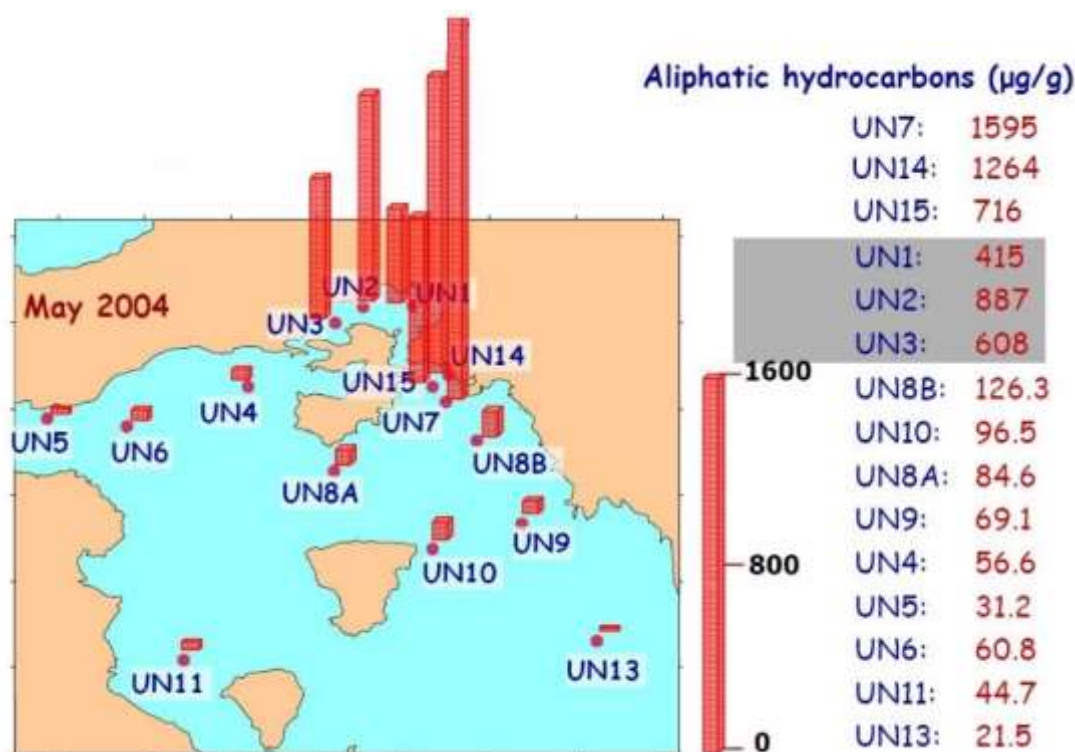 Aliphatic hydrocarbons (µg/g)
UN7: 1595
UN14: 1264
UN15: 716
UN1: 415
UN2: 887
UN3: 608
UN8B: 126.3
UN10: 96.5
UN8A: 84.6
UN9: 69.1
UN4: 56.6
UN5: 31.2
UN6: 60.8
UN11: 44.7
UN13: 21.5
May 2004
UN2
UN1
UN3
UN14
UN15
UN4
UN7
UN5
UN6
UN8B
UN8A
UN9
UN10
UN11
UN13
1600
800
0